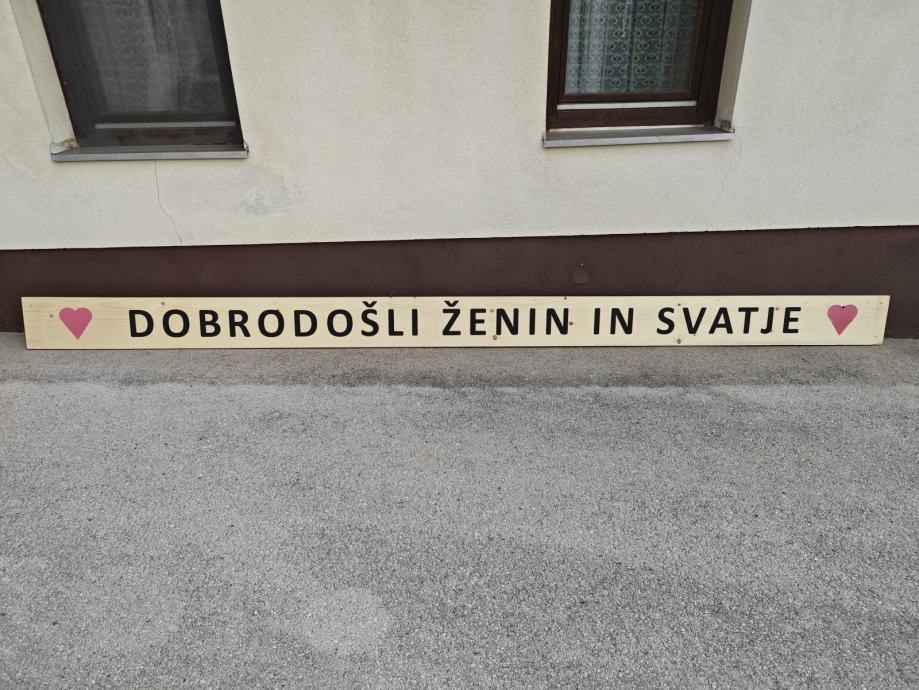 DOBRODOŠLI ŽENIN IN SVATJE